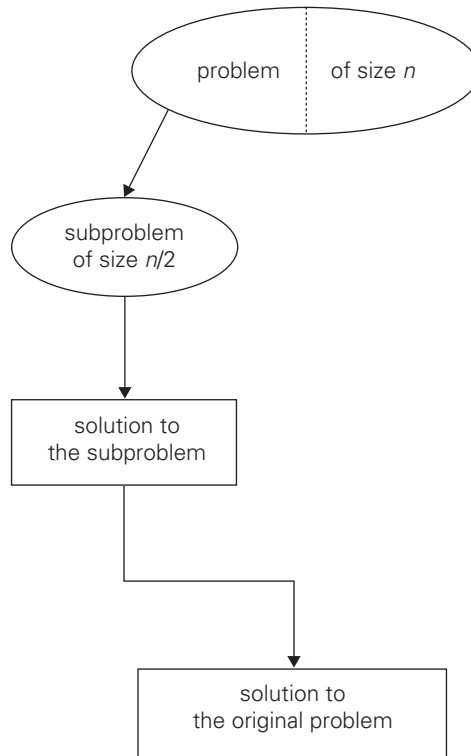 problem of size n
subproblem
of size n/2
solution to
the subproblem
solution to
the original problem